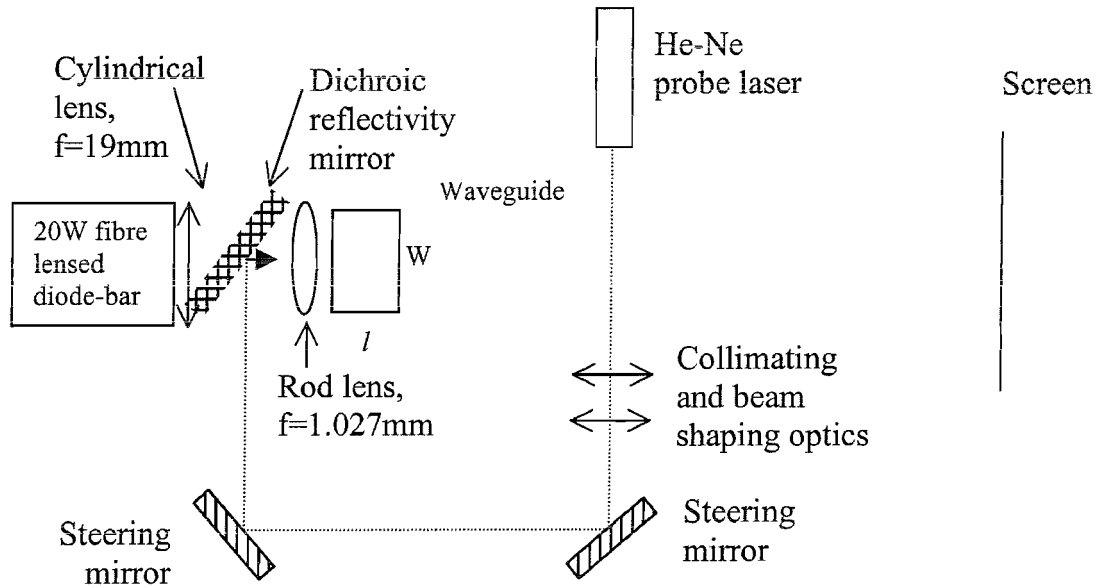 He-Ne
probe laser
Cylindrical
lens,
f=19mm
Dichroic
reflectivity
mirror
Screen
Waveguide
20W fibre
lensed
diode-bar
W
l
Rod lens,
f=1.027mm
Collimating
and beam
shaping optics
Steering
mirror
Steering
mirror